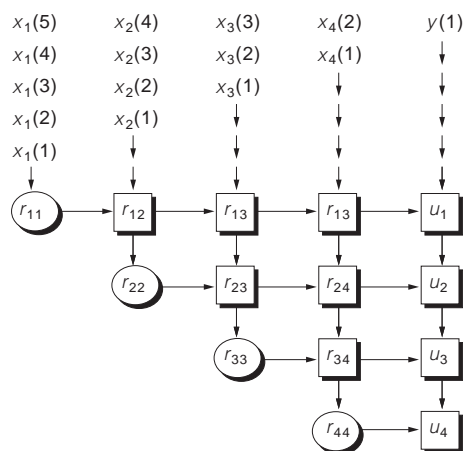 x₁(5) x₂(4) x₃(3) x₄(2) y(1)
x₁(4) x₂(3) x₃(2) x₄(1)
x₁(3) x₂(2) x₃(1)
x₁(2) x₂(1)
x₁(1)
r₁₁ r₁₂ r₁₃ r₁₃ u₁
r₂₂ r₂₃ r₂₄ u₂
r₃₃ r₃₄ u₃
r₄₄ u₄